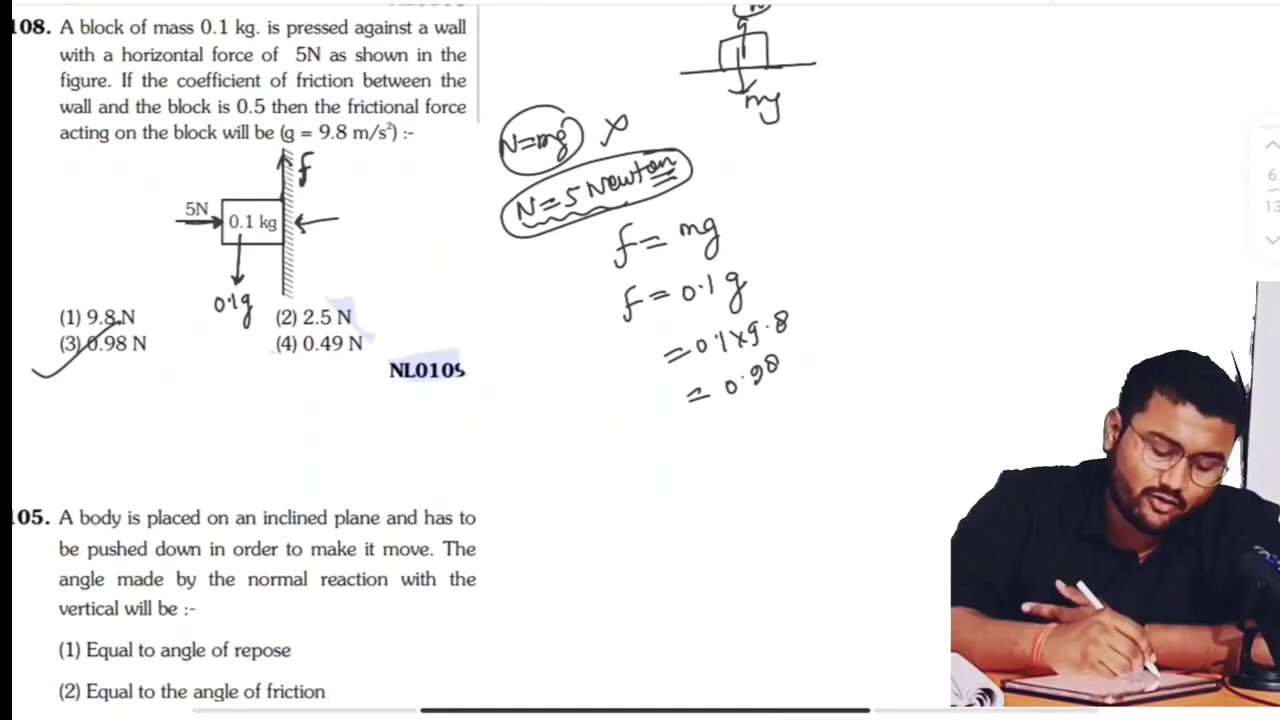 108. A block of mass 0.1 kg. is pressed against a wall
with a horizontal force of 5N as shown in the
figure. If the coefficient of friction between the
wall and the block is 0.5 then the frictional force
acting on the block will be (g = 9.8 m/s²) :-
f
5N
0.1 kg
0.1g
(1) 9.8 N (2) 2.5 N
(3) 0.98 N (4) 0.49 N
NL0109
mg
N=mg x
N=5 Newton
f= mg
f= 0.1 g
= 0.1×9.8
= 0.98
105. A body is placed on an inclined plane and has to
be pushed down in order to make it move. The
angle made by the normal reaction with the
vertical will be :-
(1) Equal to angle of repose
(2) Equal to the angle of friction
6
13